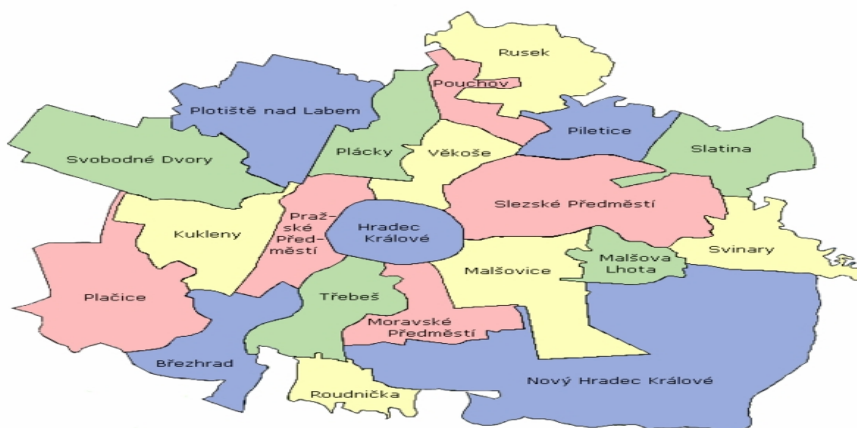 Rusek
Pouchov
Plotiště nad Labem
Piletice
Slatina
Plácky
Věkoše
Svobodné Dvory
Slezské Předměstí
Praž-
ské
Před-
městí
Kukleny
Hradec
Králové
Svinary
Malšova
Lhota
Malšovice
Plačice
Třebeš
Moravské
Předměstí
Březhrad
Nový Hradec Králové
Roudnička